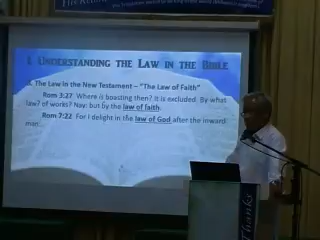 I. UNDERSTANDING THE LAW IN THE BIBLE
The Law in the New Testament – "The Law of Faith"
Rom 3:27 Where is boasting then? It is excluded. By what
law? of works? Nay: but by the law of faith.
Rom 7:22 For I delight in the law of God after the inward
man:
Thanks